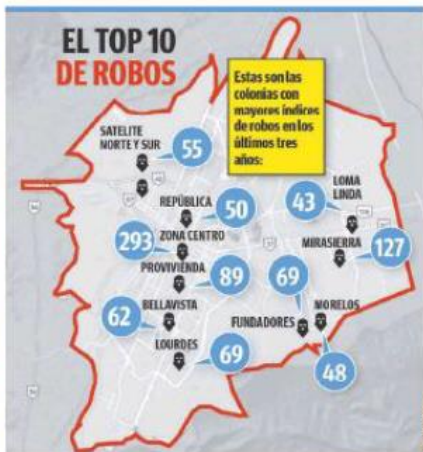 EL TOP 10
DE ROBOS
Estas son las
colonias con
mayores índices
de robos en los
últimos tres
años:
SATELITE
NORTE Y SUR
55
REPÚBLICA
50
ZONA CENTRO
293
PROVIVIENDA
89
BELLAVISTA
62
LOURDES
69
LOMA
LINDA
43
MIRASIERRA
127
69
FUNDADORES
MORELOS
48